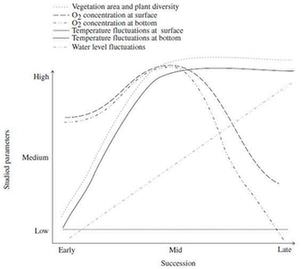 Vegetation area and plant diversity
O2 concentration at surface
O2 concentration at bottom
Temperature fluctuations at surface
Temperature fluctuations at bottom
Water level fluctuations
High
Medium
Low
Studied parameters
Early
Mid
Late
Succession